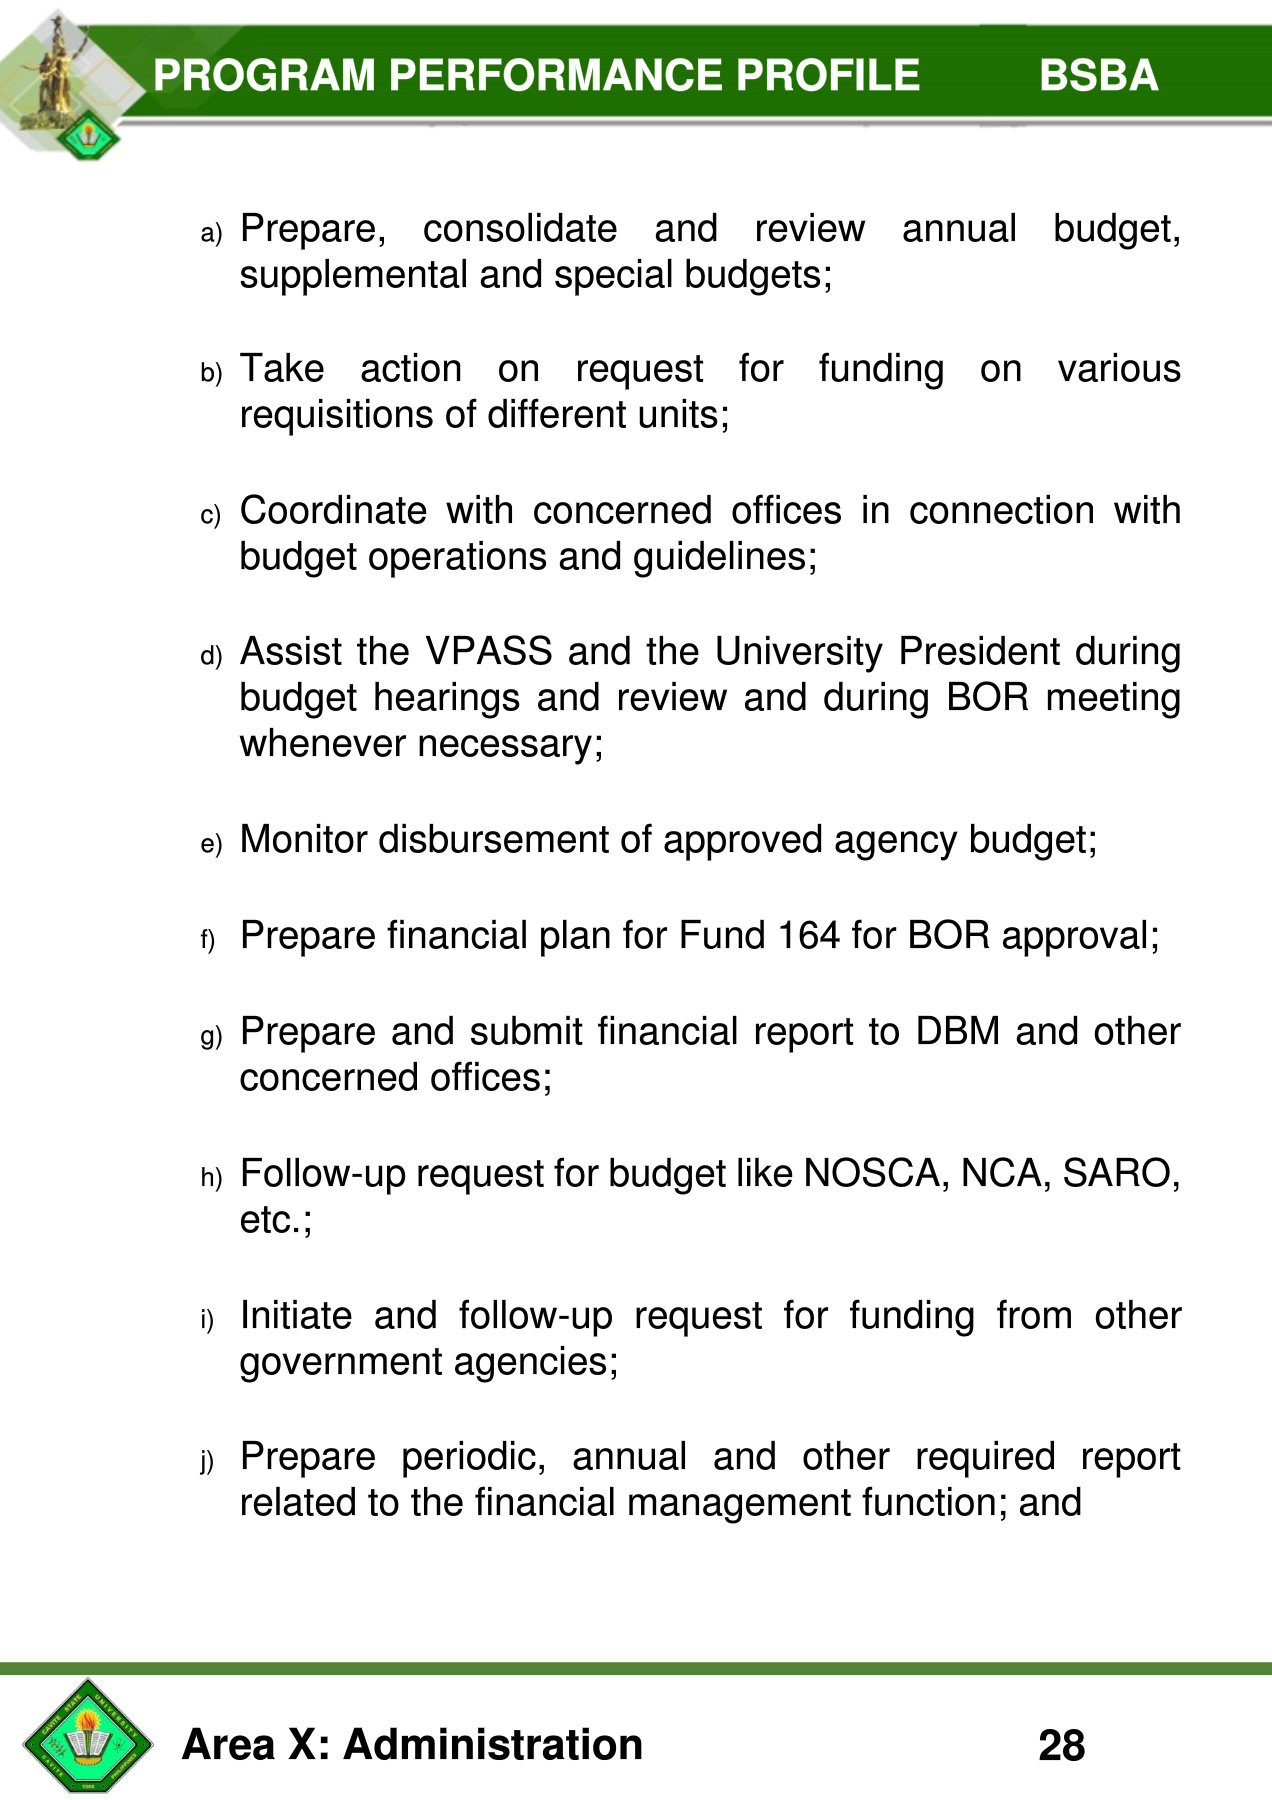 PROGRAM PERFORMANCE PROFILE BSBA
a) Prepare, consolidate and review annual budget,
supplemental and special budgets;
b) Take action on request for funding on various
requisitions of different units;
c) Coordinate with concerned offices in connection with
budget operations and guidelines;
d) Assist the VPASS and the University President during
budget hearings and review and during BOR meeting
whenever necessary;
e) Monitor disbursement of approved agency budget;
f) Prepare financial plan for Fund 164 for BOR approval;
g) Prepare and submit financial report to DBM and other
concerned offices;
h) Follow-up request for budget like NOSCA, NCA, SARO,
etc.;
i) Initiate and follow-up request for funding from other
government agencies;
j) Prepare periodic, annual and other required report
related to the financial management function; and
CAVITE STATE UNIVERSITY
CAVITE PHILIPPINES
1906
Area X: Administration 28